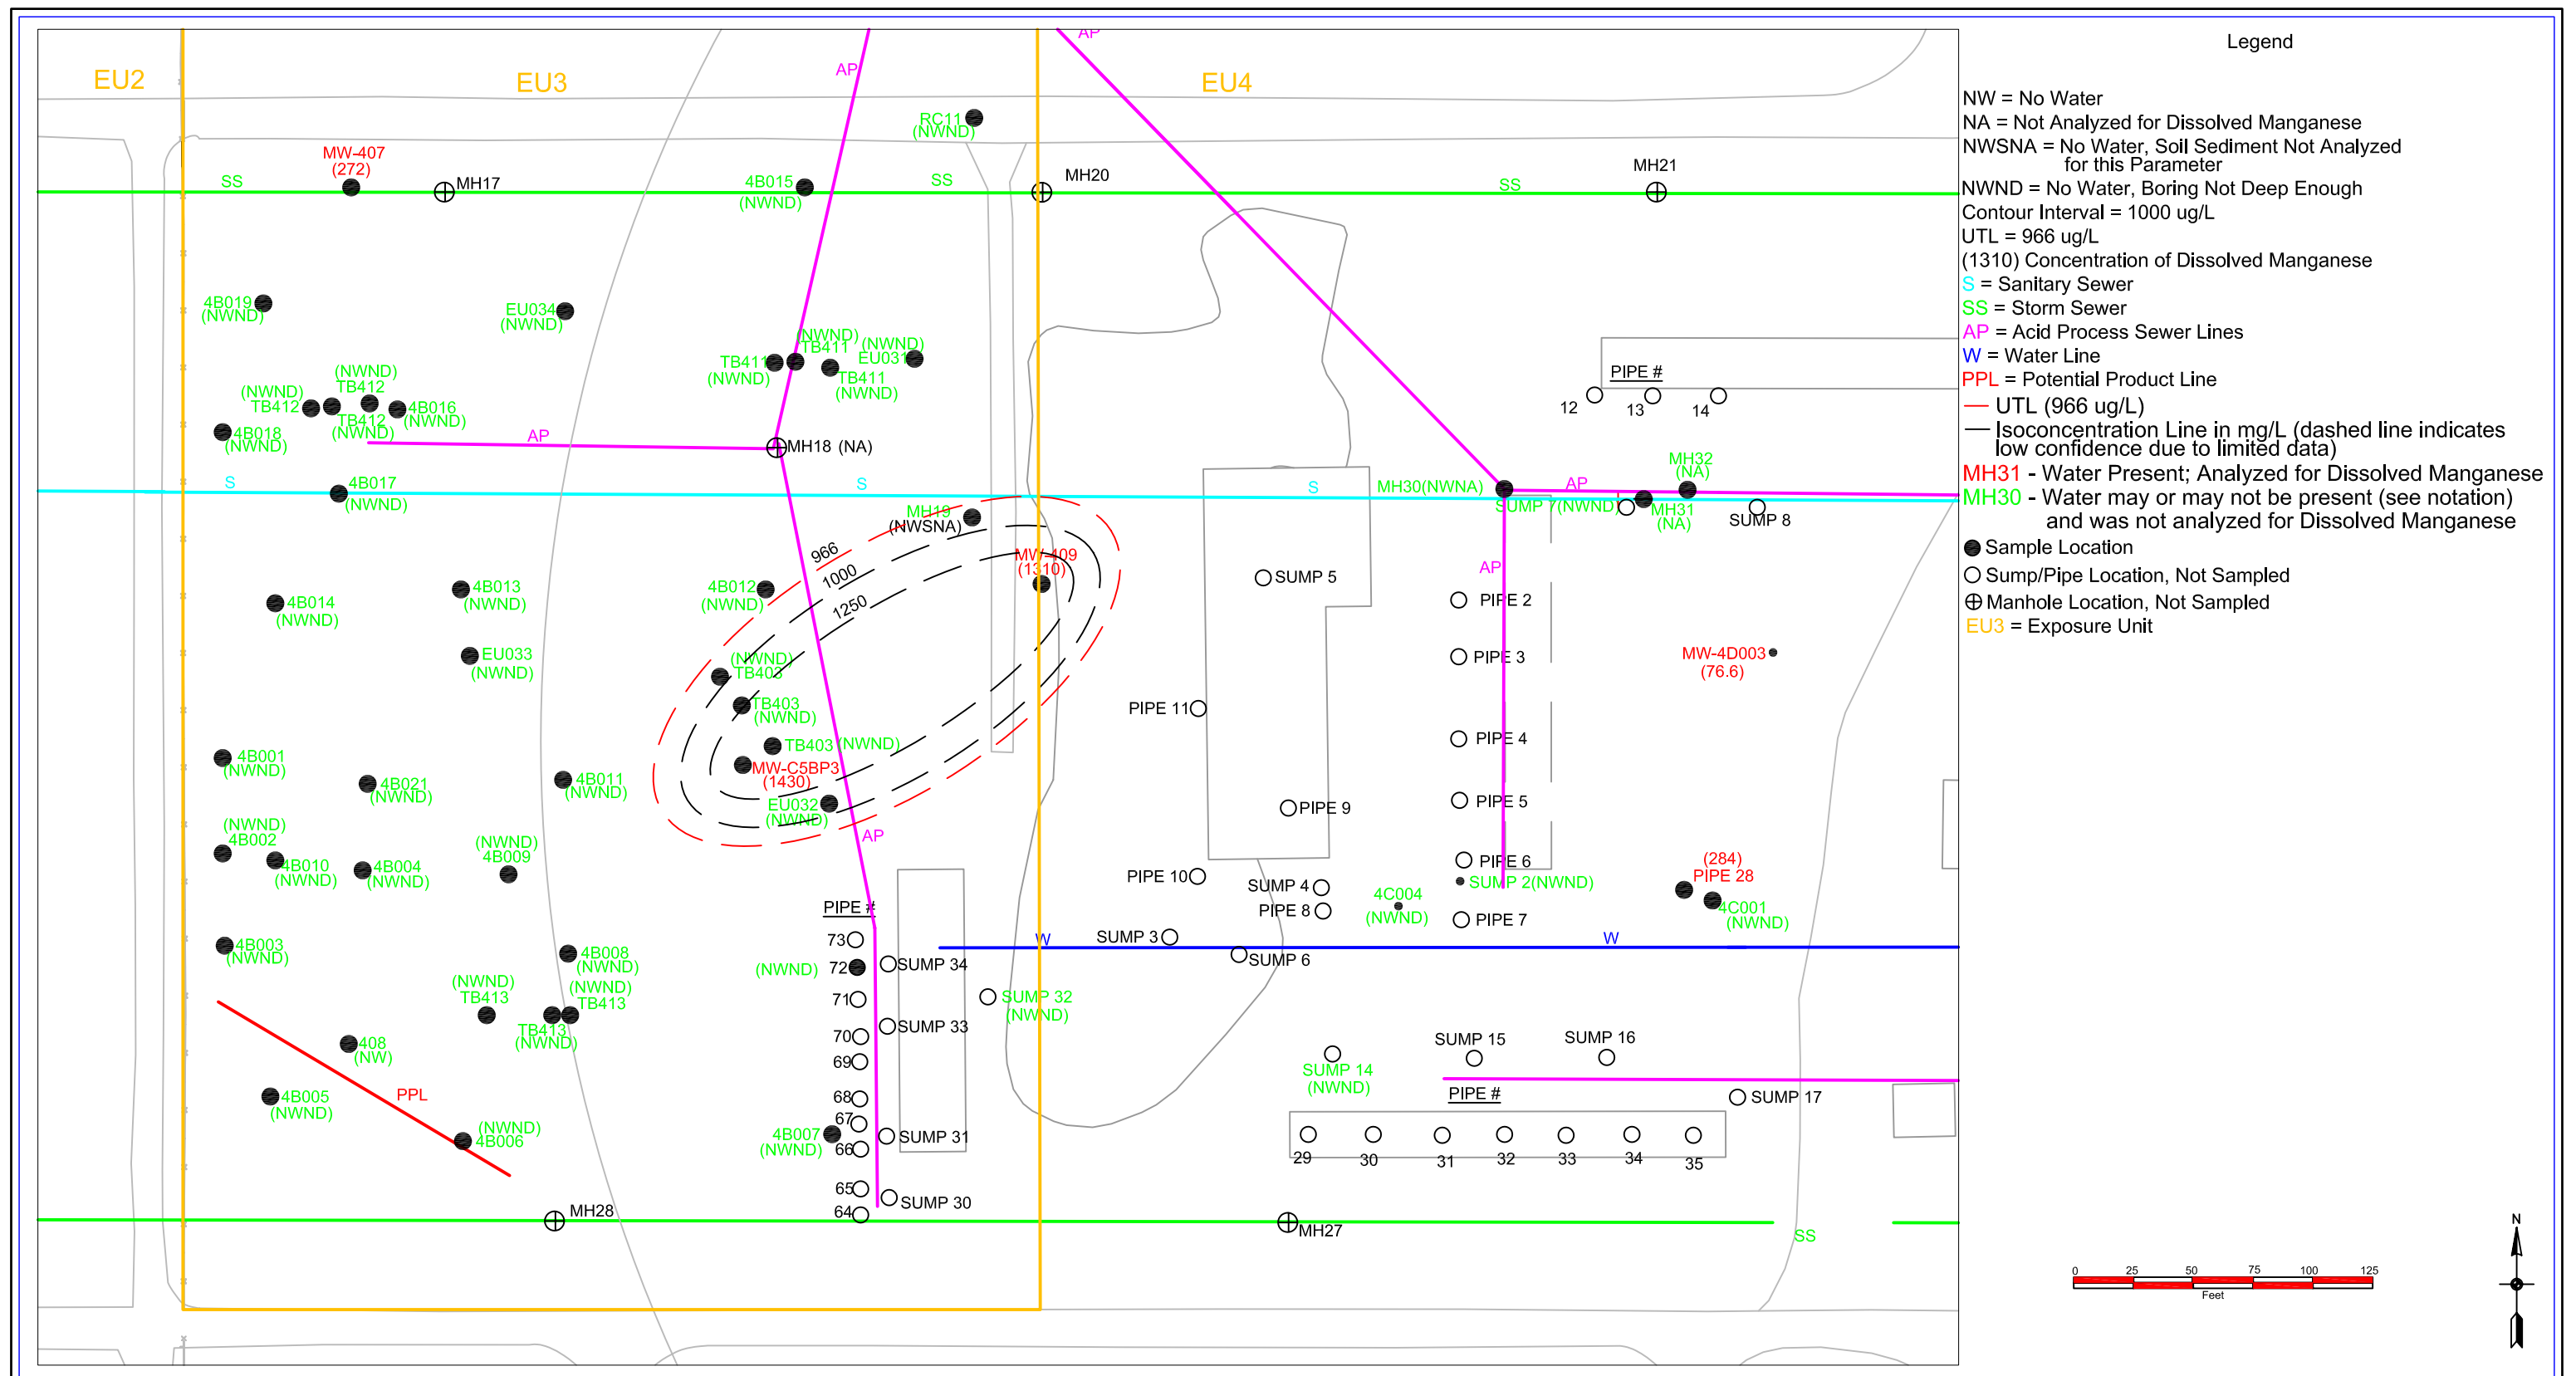 Legend
NW = No Water
NA = Not Analyzed for Dissolved Manganese
NWSNA = No Water, Soil Sediment Not Analyzed
for this Parameter
NWND = No Water, Boring Not Deep Enough
Contour Interval = 1000 ug/L
UTL = 966 ug/L
(1310) Concentration of Dissolved Manganese
S = Sanitary Sewer
SS = Storm Sewer
AP = Acid Process Sewer Lines
W = Water Line
PPL = Potential Product Line
UTL (966 ug/L)
Isoconcentration Line in mg/L (dashed line indicates
low confidence due to limited data)
MH31 - Water Present; Analyzed for Dissolved Manganese
MH30 - Water may or may not be present (see notation)
and was not analyzed for Dissolved Manganese
Sample Location
Sump/Pipe Location, Not Sampled
Manhole Location, Not Sampled
EU3 = Exposure Unit
EU2
EU3
EU4
AP
AP
RC11
(NWND)
MW-407
(272)
SS
MH17
4B015
(NWND)
SS
MH20
SS
MH21
4B019
(NWND)
EU034
(NWND)
TB411
(NWND)
(NWND)
TB411
TB411
(NWND)
(NWND)
EU031
(NWND)
TB412
(NWND)
TB412
TB412
(NWND)
4B016
(NWND)
4B018
(NWND)
AP
MH18 (NA)
PIPE #
12
13
14
S
4B017
(NWND)
S
S
MH30(NWNA)
AP
MH32
(NA)
SUMP 7(NWND)
MH31
(NA)
SUMP 8
MH19
(NWSNA)
966
1000
1250
MW-409
(1310)
4B014
(NWND)
4B013
(NWND)
4B012
(NWND)
EU033
(NWND)
SUMP 5
AP
PIPE 2
PIPE 3
MW-4D003
(76.6)
(NWND)
TB403
TB403
(NWND)
TB403 (NWND)
MW-C5BP3
(1430)
EU032
(NWND)
PIPE 11
PIPE 4
4B001
(NWND)
4B021
(NWND)
4B011
(NWND)
PIPE 9
PIPE 5
(NWND)
4B002
4B010
(NWND)
4B004
(NWND)
(NWND)
4B009
AP
PIPE 10
SUMP 4
PIPE 8
PIPE 6
SUMP 2(NWND)
4C004
(NWND)
PIPE 7
(284)
PIPE 28
4C001
(NWND)
PIPE #
73
(NWND)
72
71
70
69
68
67
66
65
64
SUMP 34
SUMP 33
SUMP 31
SUMP 30
W
SUMP 3
SUMP 6
W
4B003
(NWND)
4B008
(NWND)
(NWND)
TB413
TB413
(NWND)
(NWND)
TB413
SUMP 32
(NWND)
408
(NW)
4B005
(NWND)
PPL
(NWND)
4B006
4B007
(NWND)
SUMP 14
(NWND)
SUMP 15
SUMP 16
PIPE #
SUMP 17
29
30
31
32
33
34
35
MH28
MH27
SS
0
25
50
75
100
125
Feet
N